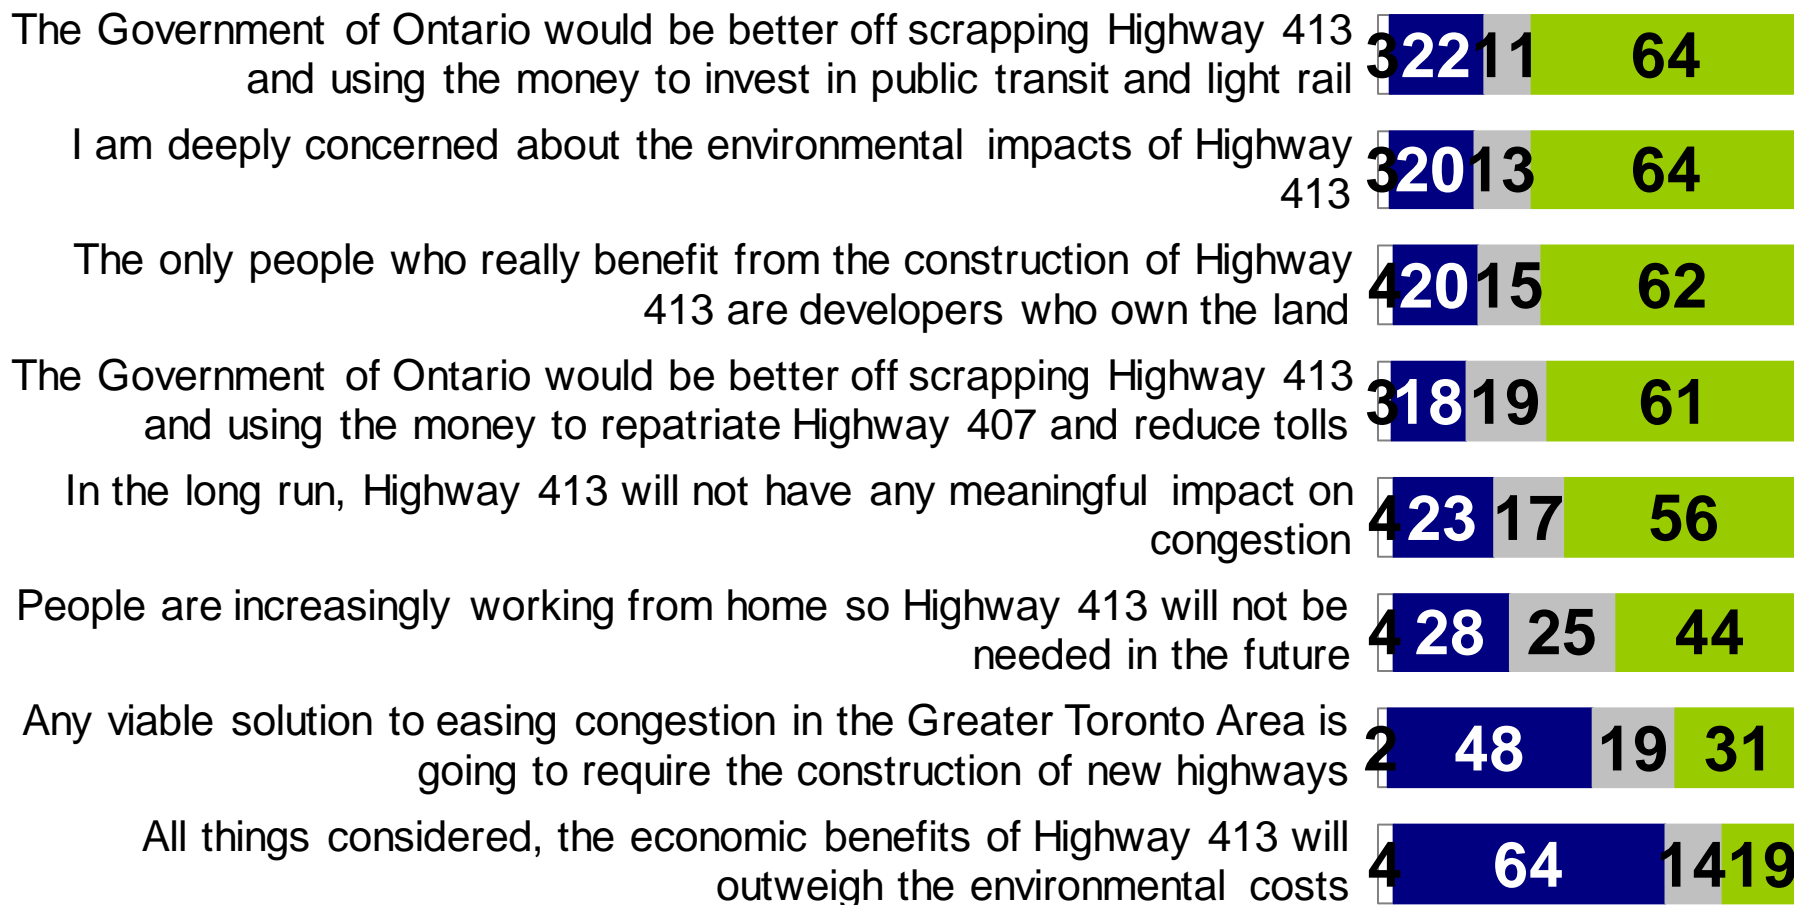 The Government of Ontario would be better off scrapping Highway 413
and using the money to invest in public transit and light rail
3 22 11 64
I am deeply concerned about the environmental impacts of Highway
413
3 20 13 64
The only people who really benefit from the construction of Highway
413 are developers who own the land
4 20 15 62
The Government of Ontario would be better off scrapping Highway 413
and using the money to repatriate Highway 407 and reduce tolls
3 18 19 61
In the long run, Highway 413 will not have any meaningful impact on
congestion
4 23 17 56
People are increasingly working from home so Highway 413 will not be
needed in the future
4 28 25 44
Any viable solution to easing congestion in the Greater Toronto Area is
going to require the construction of new highways
2 48 19 31
All things considered, the economic benefits of Highway 413 will
outweigh the environmental costs
4 64 14 19